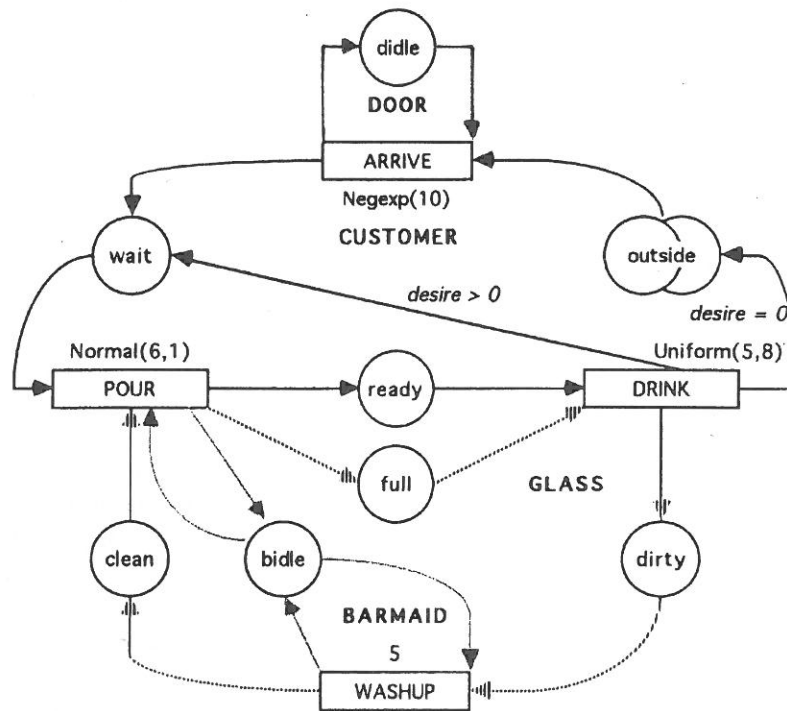 didle
DOOR
ARRIVE
Negexp(10)
CUSTOMER
wait
outside
desire > 0
desire = 0
Normal(6,1)
Uniform(5,8)
POUR
ready
DRINK
full
GLASS
clean
bidle
dirty
BARMAID
5
WASHUP